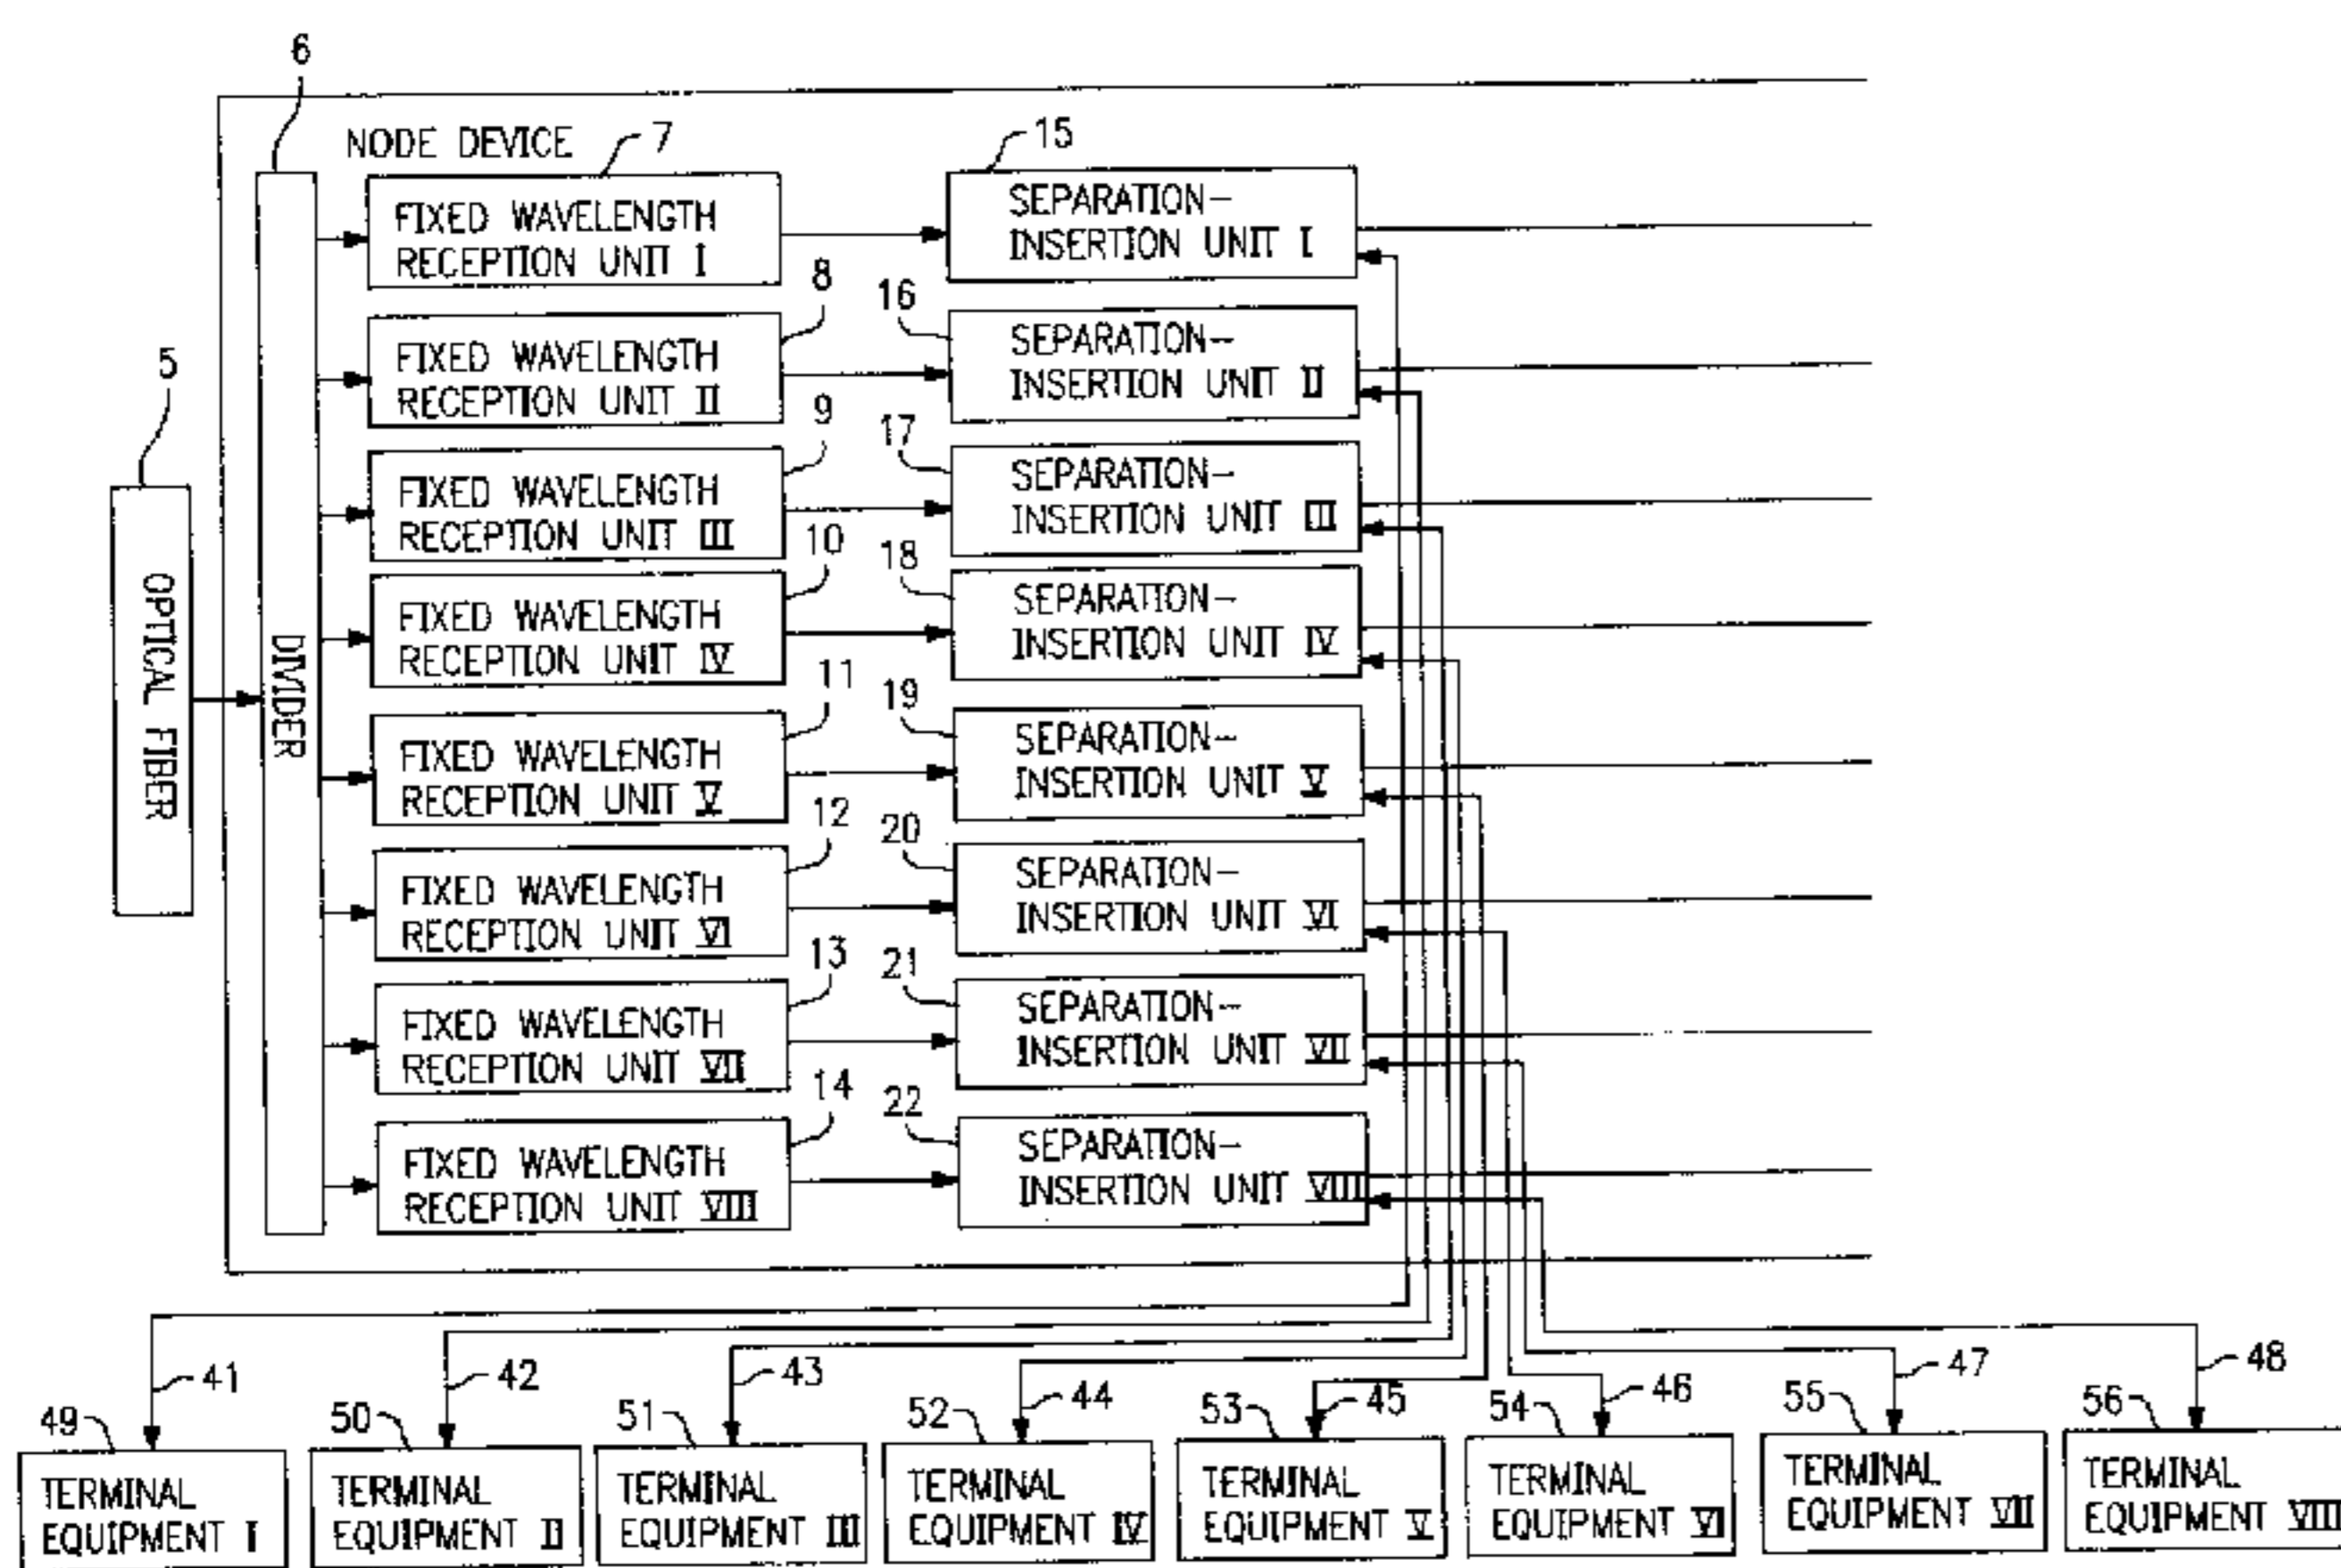 6
NODE DEVICE
7
15
FIXED WAVELENGTH
RECEPTION UNIT I
SEPARATION-
INSERTION UNIT I
8
16
FIXED WAVELENGTH
RECEPTION UNIT II
SEPARATION-
INSERTION UNIT II
5
9
17
FIXED WAVELENGTH
RECEPTION UNIT III
SEPARATION-
INSERTION UNIT III
10
18
FIXED WAVELENGTH
RECEPTION UNIT IV
SEPARATION-
INSERTION UNIT IV
OPTICAL FIBER
DIVIDER
11
19
FIXED WAVELENGTH
RECEPTION UNIT V
SEPARATION-
INSERTION UNIT V
12
20
FIXED WAVELENGTH
RECEPTION UNIT VI
SEPARATION-
INSERTION UNIT VI
13
21
FIXED WAVELENGTH
RECEPTION UNIT VII
SEPARATION-
INSERTION UNIT VII
14
22
FIXED WAVELENGTH
RECEPTION UNIT VIII
SEPARATION-
INSERTION UNIT VIII
41
42
43
44
45
46
47
48
49
50
51
52
53
54
55
56
TERMINAL
EQUIPMENT I
TERMINAL
EQUIPMENT II
TERMINAL
EQUIPMENT III
TERMINAL
EQUIPMENT IV
TERMINAL
EQUIPMENT V
TERMINAL
EQUIPMENT VI
TERMINAL
EQUIPMENT VII
TERMINAL
EQUIPMENT VIII